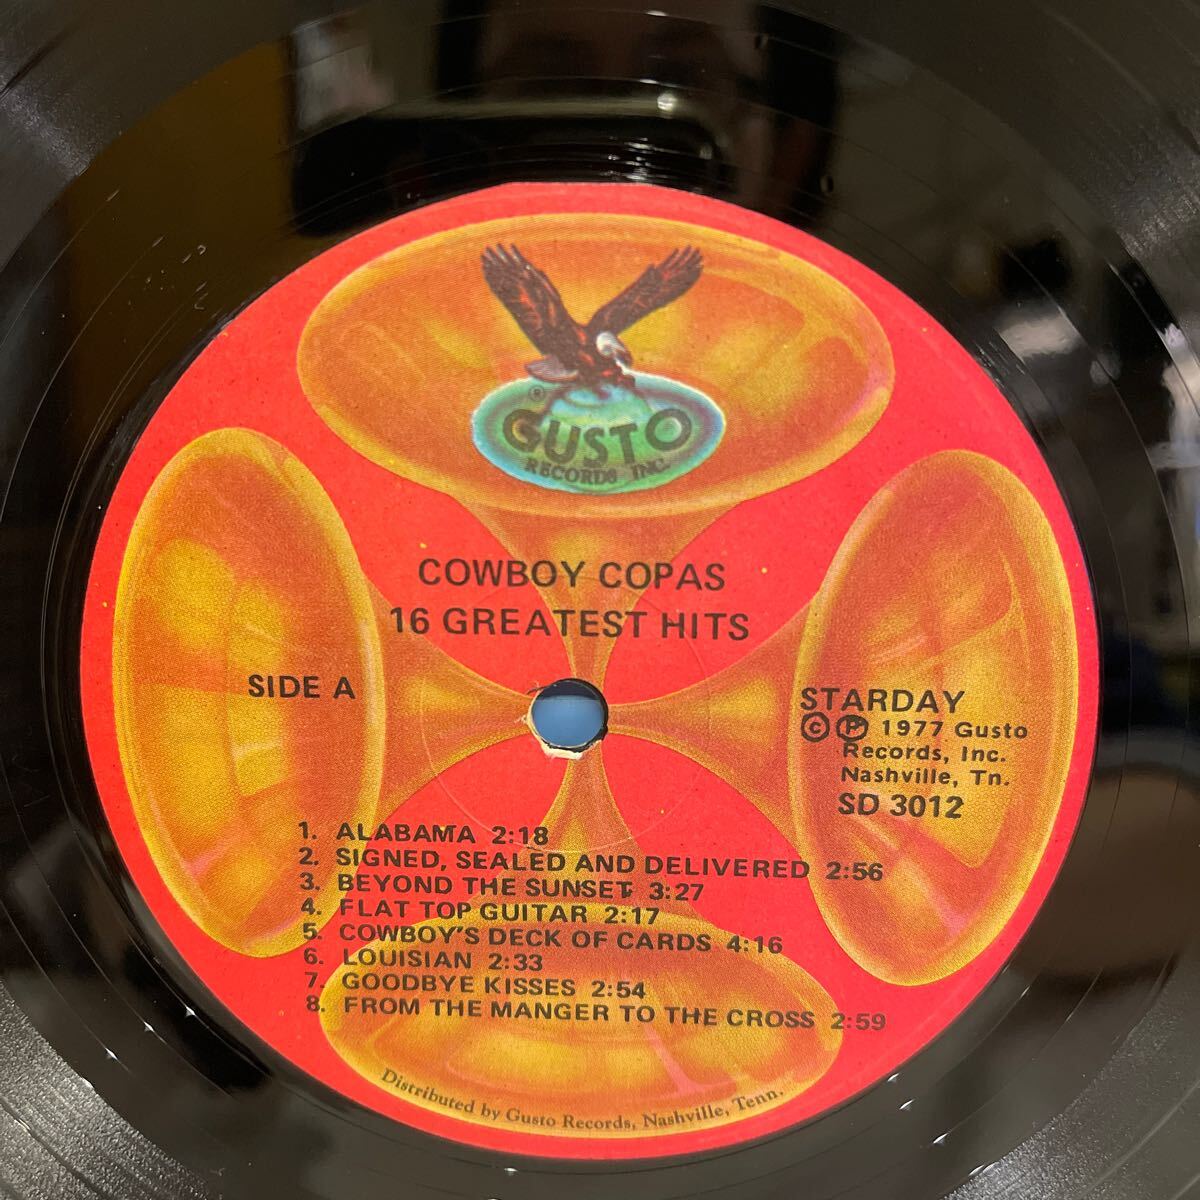 ®
GUSTO
RECORDS INC.
COWBOY COPAS
16 GREATEST HITS
SIDE A
STARDAY
© ℗ 1977 Gusto
Records, Inc.
Nashville, Tn.
SD 3012
1. ALABAMA 2:18
2. SIGNED, SEALED AND DELIVERED 2:56
3. BEYOND THE SUNSET 3:27
4. FLAT TOP GUITAR 2:17
5. COWBOY'S DECK OF CARDS 4:16
6. LOUISIAN 2:33
7. GOODBYE KISSES 2:54
8. FROM THE MANGER TO THE CROSS 2:59
Distributed by Gusto Records, Nashville, Tenn.